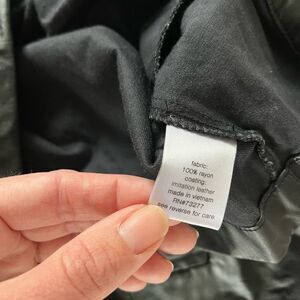 fabric:
100% rayon
coating:
imitation leather
made in vietnam
RN#73277
see reverse for care